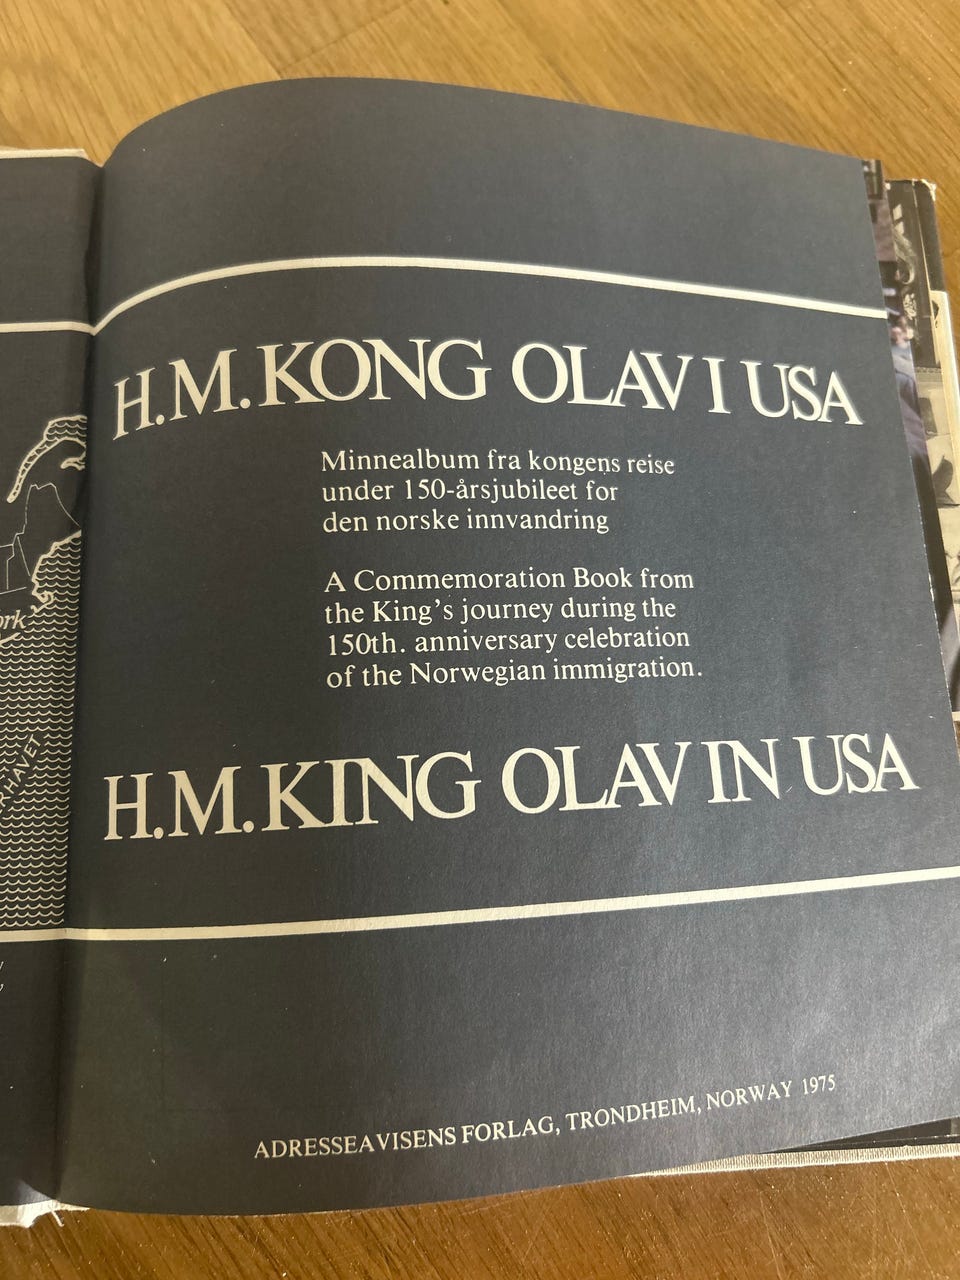 H.M. KONG OLAV I USA
Minnealbum fra kongens reise
under 150-årsjubileet for
den norske innvandring
A Commemoration Book from
the King's journey during the
150th. anniversary celebration
of the Norwegian immigration.
H.M. KING OLAV IN USA
ADRESSEAVISENS FORLAG, TRONDHEIM, NORWAY 1975